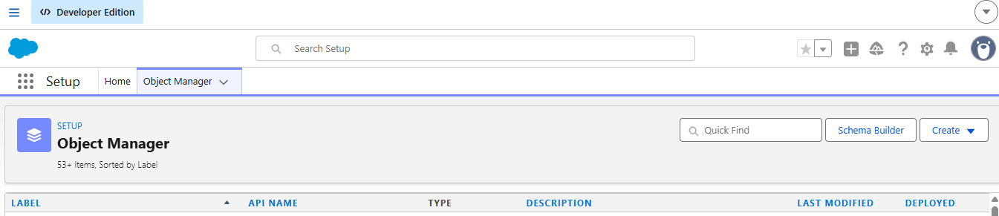 Developer Edition
Search Setup
Setup Home Object Manager
SETUP
Object Manager
53+ Items, Sorted by Label
Quick Find Schema Builder Create
LABEL API NAME TYPE DESCRIPTION LAST MODIFIED DEPLOYED